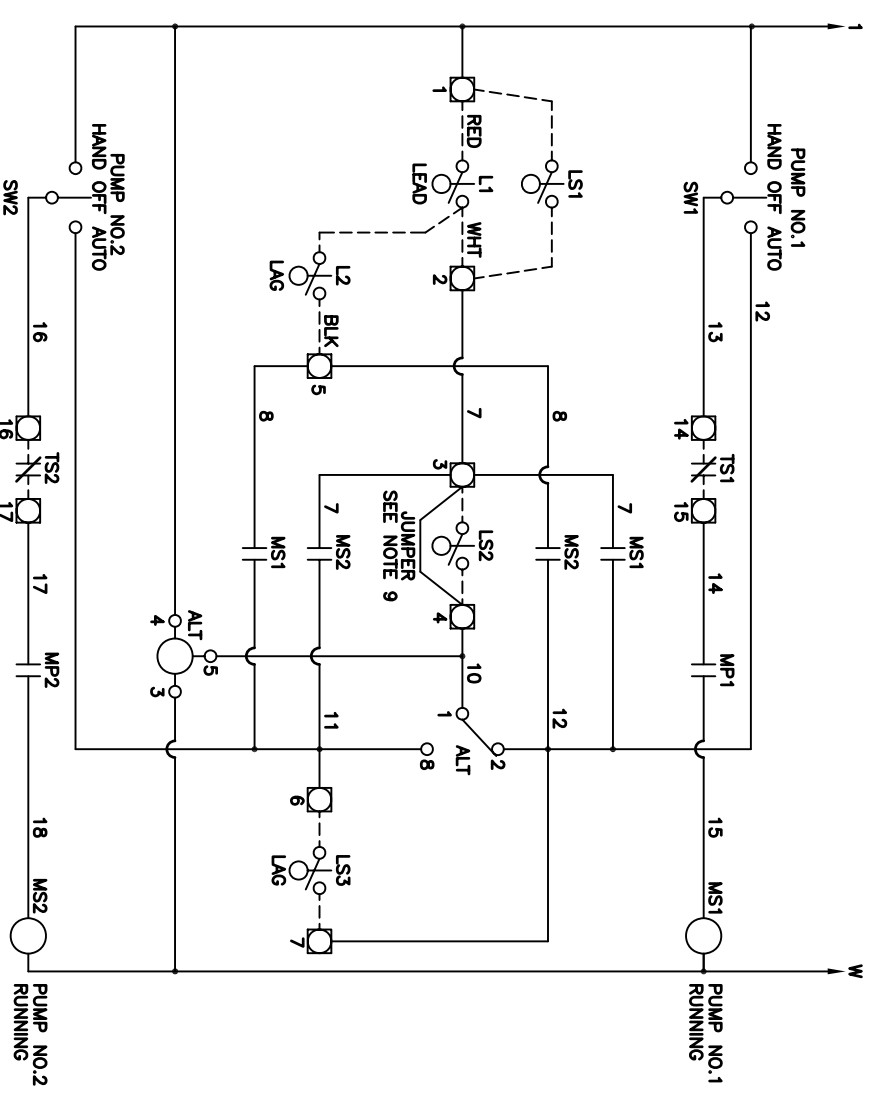 1
W
PUMP NO.1
HAND OFF AUTO
12
SW1
13
14
TS1
15
14
MP1
15
MS1
PUMP NO.1
RUNNING
7
MS1
LS1
8
MS2
12
1
RED
L1
LEAD
WHT
2
7
3
LS2
4
JUMPER
SEE NOTE 9
10
1
ALT
2
8
L2
LAG
BLK
5
7
MS2
11
6
LS3
LAG
7
8
MS1
ALT
4
5
3
PUMP NO.2
HAND OFF AUTO
SW2
16
16
TS2
17
17
MP2
18
MS2
PUMP NO.2
RUNNING